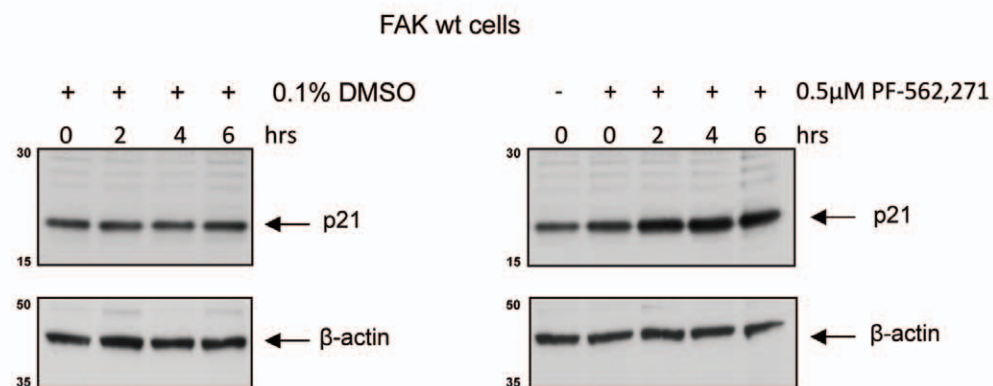 FAK wt cells
+ + + + 0.1% DMSO
0 2 4 6 hrs
30
p21
15
50
β-actin
35
- + + + + 0.5μM PF-562,271
0 0 2 4 6 hrs
30
p21
15
50
β-actin
35